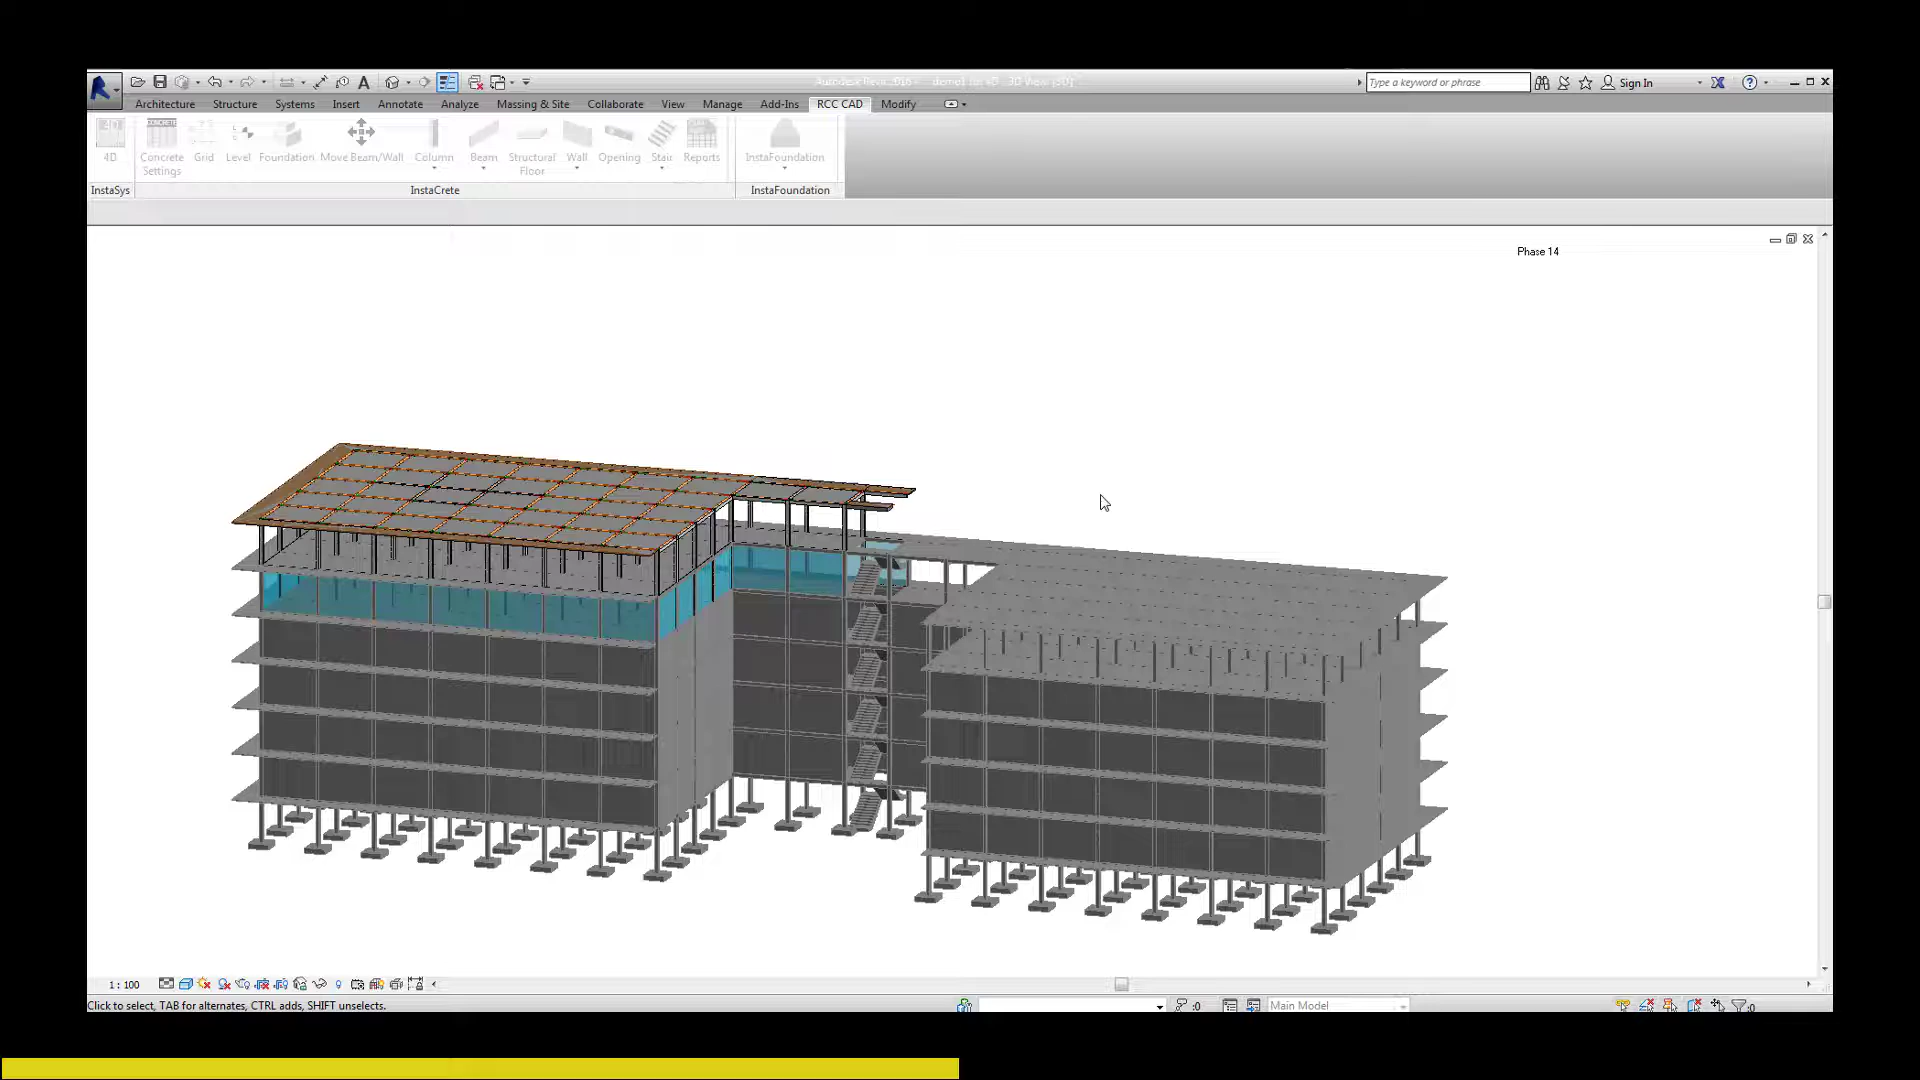 Autodesk Revit 2016 - demo1 for 4D - 3D View: {3D}
Type a keyword or phrase
Sign In
Architecture Structure Systems Insert Annotate Analyze Massing & Site Collaborate View Manage Add-Ins RCC CAD Modify
4D Concrete Settings Grid Level Foundation Move Beam/Wall Column Beam Structural Floor Wall Opening Stair Reports InstaFoundation
InstaSys InstaCrete InstaFoundation
Phase 14
1 : 100
Click to select, TAB for alternates, CTRL adds, SHIFT unselects.
:0
Main Model
:0